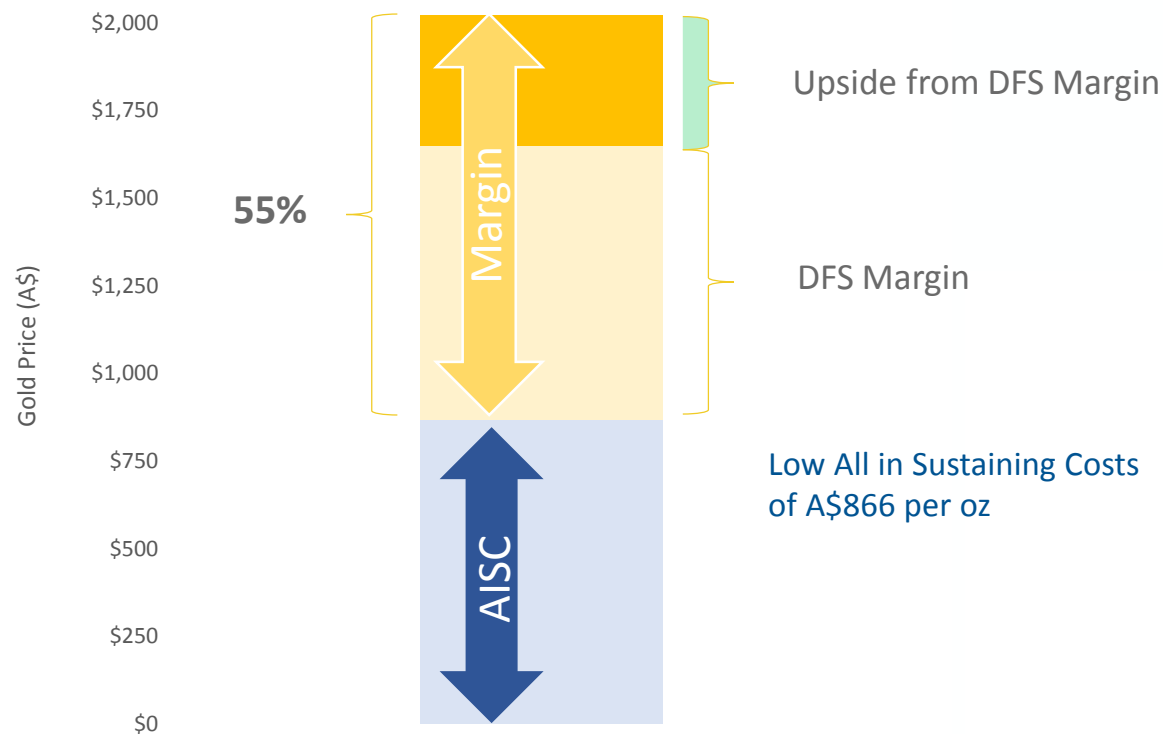 $2,000
$1,750
$1,500
$1,250
$1,000
$750
$500
$250
$0
Gold Price (A$)
55%
Margin
AISC
Upside from DFS Margin
DFS Margin
Low All in Sustaining Costs
of A$866 per oz